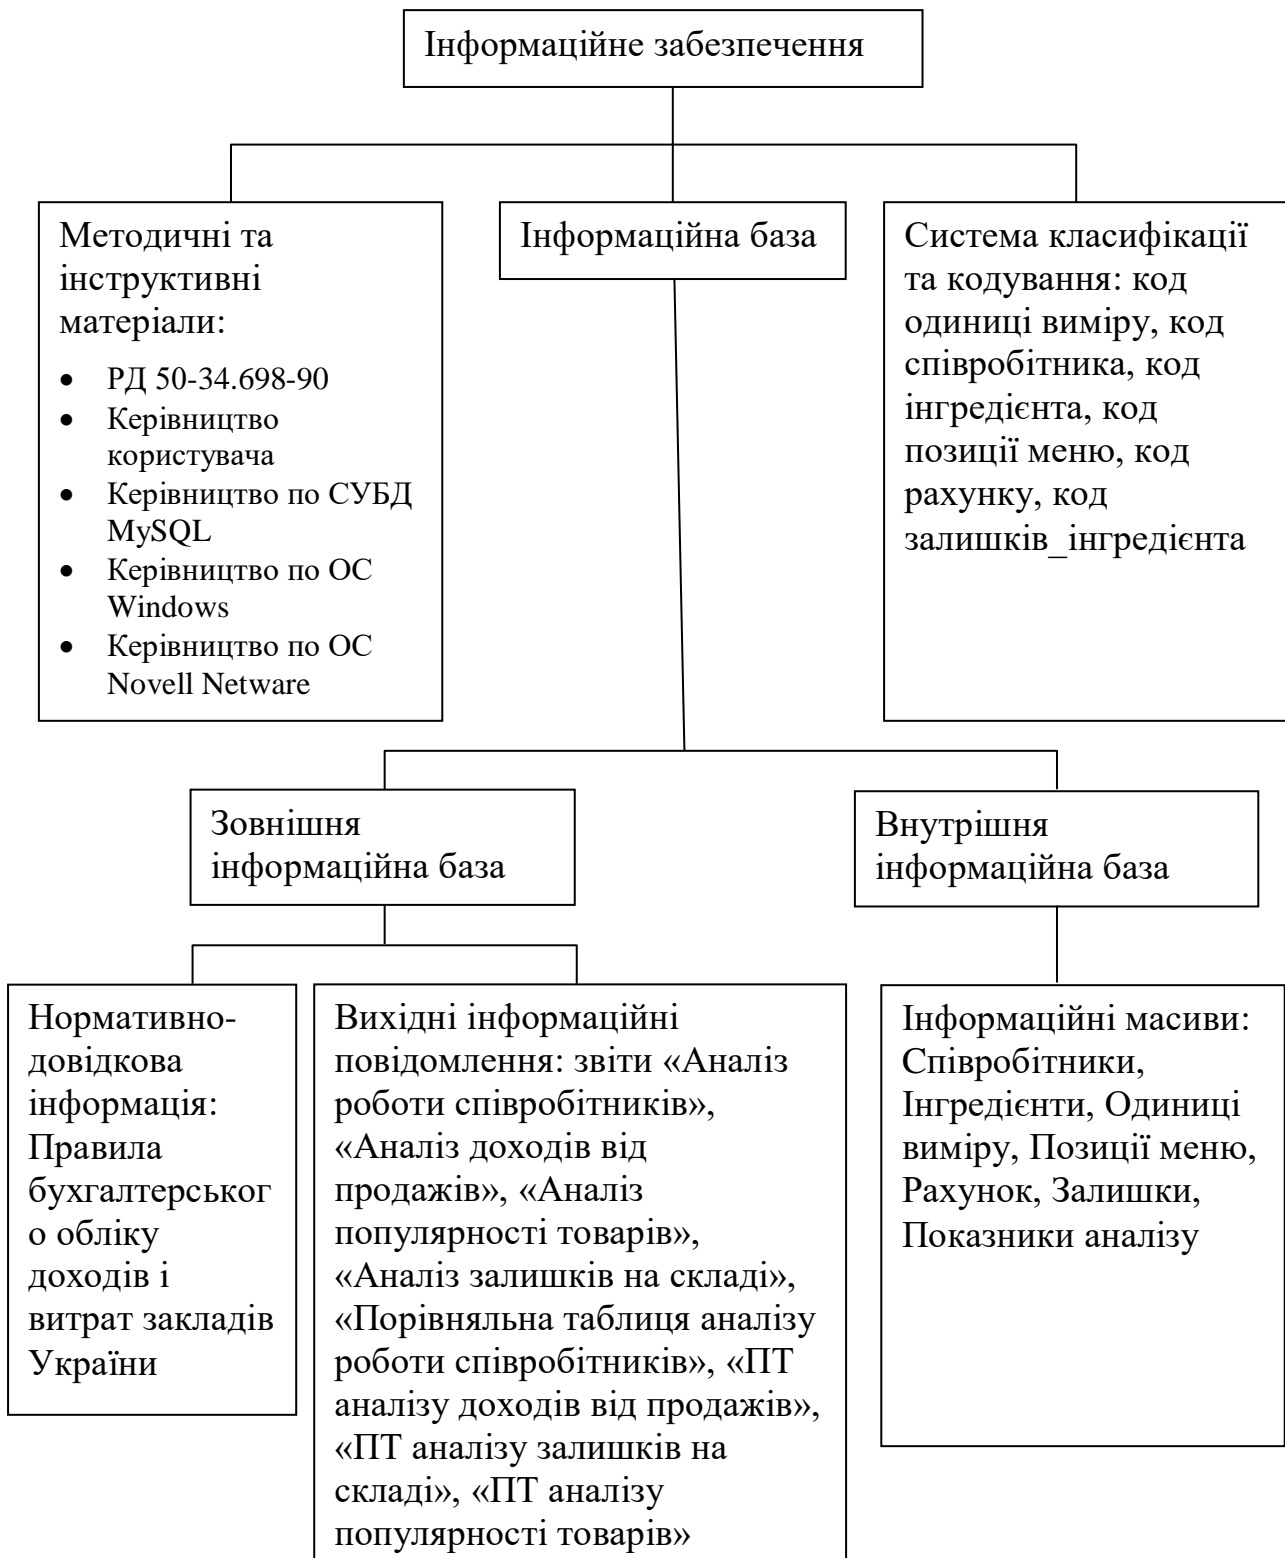 Інформаційне забезпечення
Методичні та
інструктивні
матеріали:
• РД 50-34.698-90
• Керівництво
користувача
• Керівництво по СУБД
MySQL
• Керівництво по ОС
Windows
• Керівництво по ОС
Novell Netware
Інформаційна база
Система класифікації
та кодування: код
одиниці виміру, код
співробітника, код
інгредієнта, код
позиції меню, код
рахунку, код
залишків_інгредієнта
Зовнішня
інформаційна база
Внутрішня
інформаційна база
Нормативно-
довідкова
інформація:
Правила
бухгалтерськог
о обліку
доходів і
витрат закладів
України
Вихідні інформаційні
повідомлення: звіти «Аналіз
роботи співробітників»,
«Аналіз доходів від
продажів», «Аналіз
популярності товарів»,
«Аналіз залишків на складі»,
«Порівняльна таблиця аналізу
роботи співробітників», «ПТ
аналізу доходів від продажів»,
«ПТ аналізу залишків на
складі», «ПТ аналізу
популярності товарів»
Інформаційні масиви:
Співробітники,
Інгредієнти, Одиниці
виміру, Позиції меню,
Рахунок, Залишки,
Показники аналізу